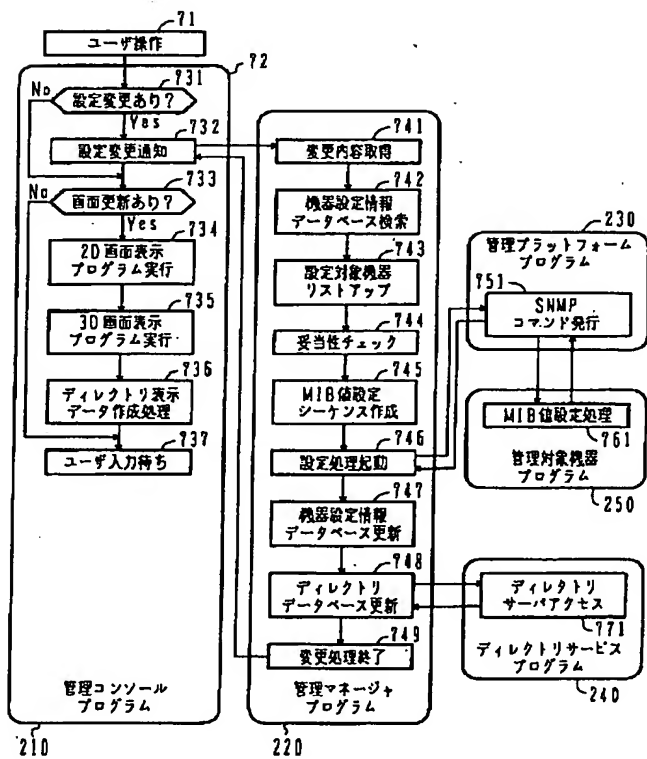 71
ユーザ操作
72
731
No
設定変更あり?
Yes
732
設定変更通知
733
No
画面更新あり?
Yes
734
2D画面表示
プログラム実行
735
3D画面表示
プログラム実行
736
ディレクトリ表示
データ作成処理
737
ユーザ入力待ち
管理コンソール
プログラム
210
741
変更内容取得
742
機器設定情報
データベース検索
743
設定対象機器
リストアップ
744
妥当性チェック
745
MIB値設定
シーケンス作成
746
設定処理起動
747
機器設定情報
データベース更新
748
ディレクトリ
データベース更新
749
変更処理終了
管理マネージャ
プログラム
220
230
管理プラットフォーム
プログラム
751
SNMP
コマンド発行
MIB値設定処理
761
管理対象機器
プログラム
250
ディレクトリ
サーバアクセス
771
ディレクトリサービス
プログラム
240